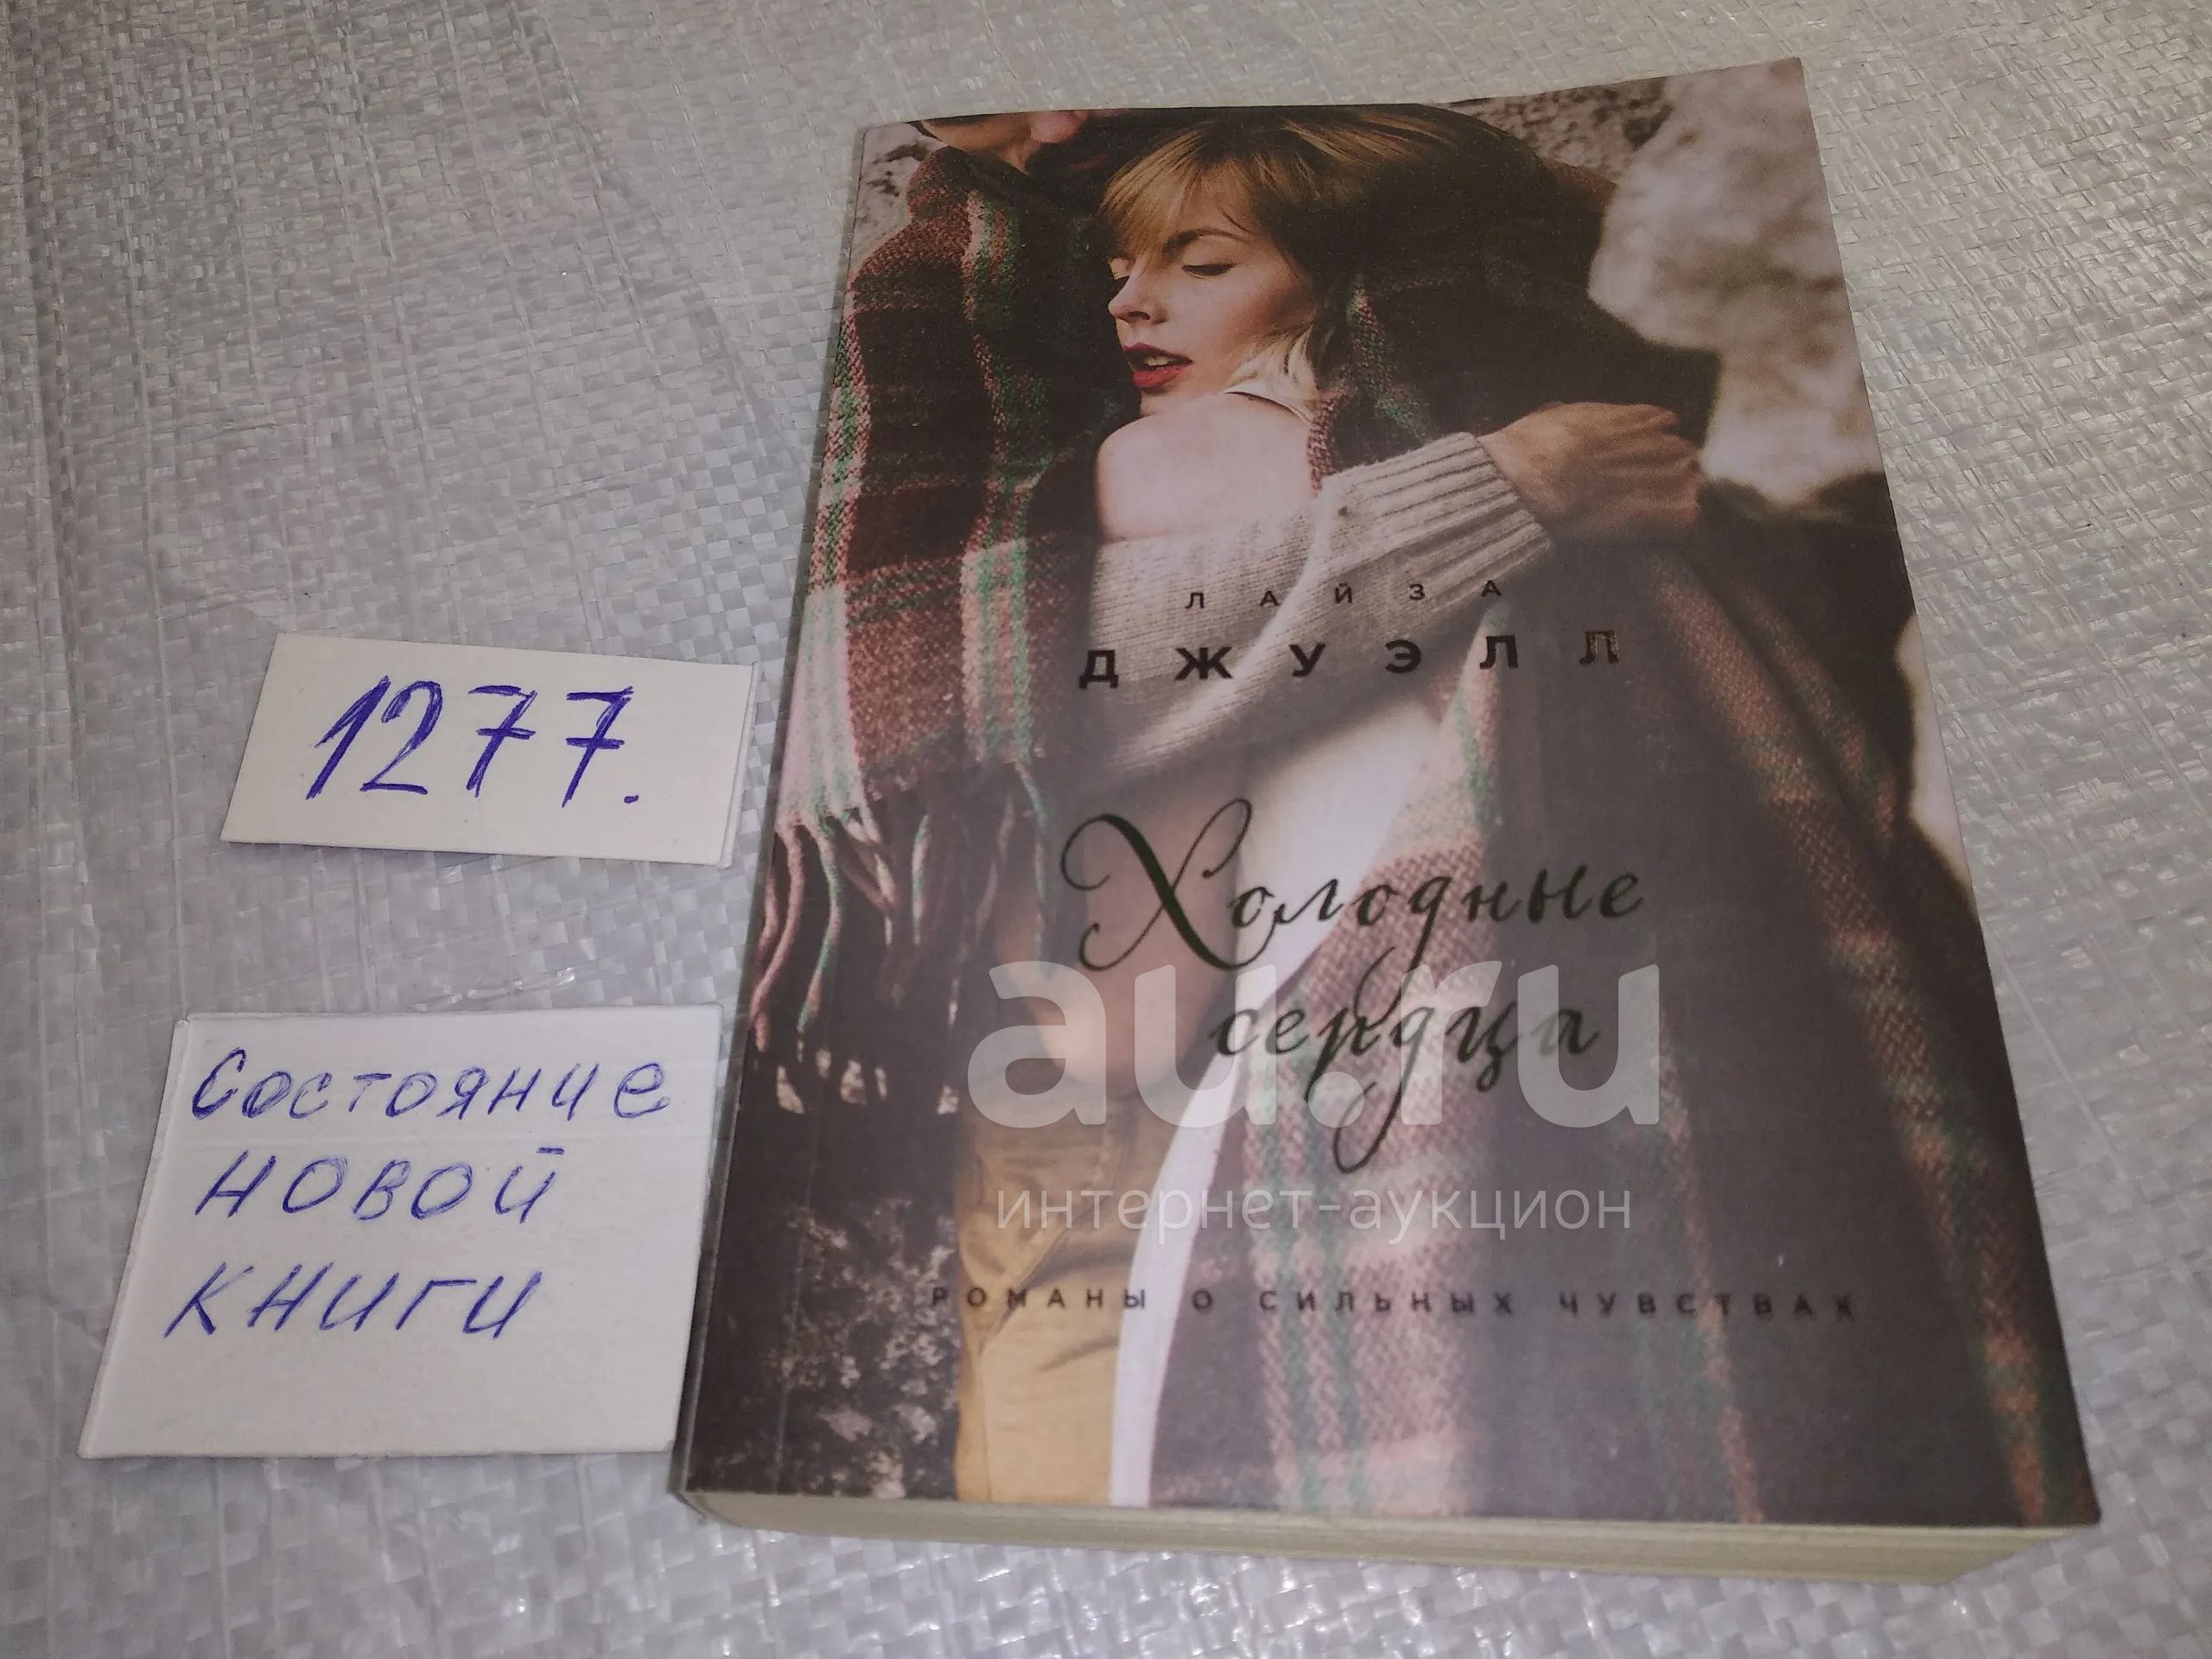 1277.
Состояние
новой
книги
ЛАЙЗА
ДЖУЭЛЛ
Холодные
сердца
au.ru
интернет-аукцион
РОМАНЫ О СИЛЬНЫХ ЧУВСТВАХ